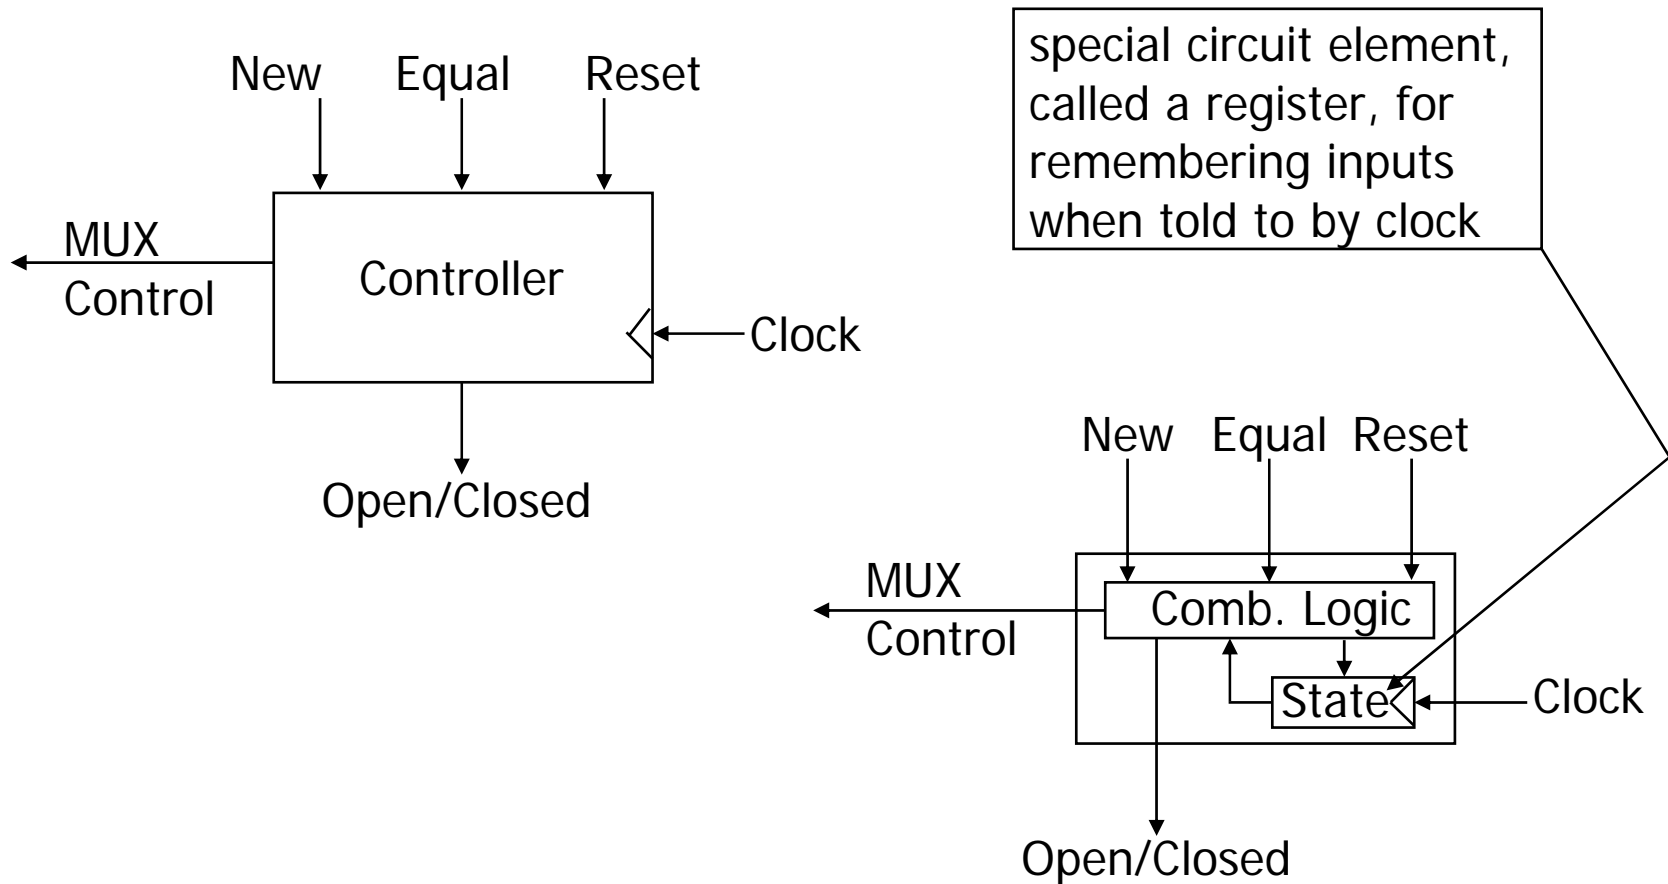 New Equal Reset
MUX
Control
Controller
Clock
Open/Closed
special circuit element,
called a register, for
remembering inputs
when told to by clock
New Equal Reset
MUX
Control
Comb. Logic
State
Clock
Open/Closed